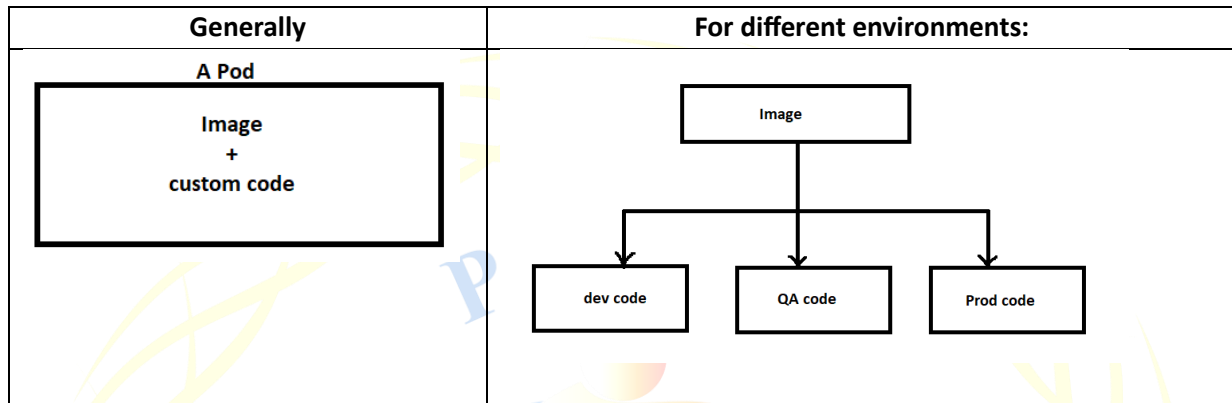 Generally
For different environments:
A Pod
Image
+
custom code
Image
dev code
QA code
Prod code
P